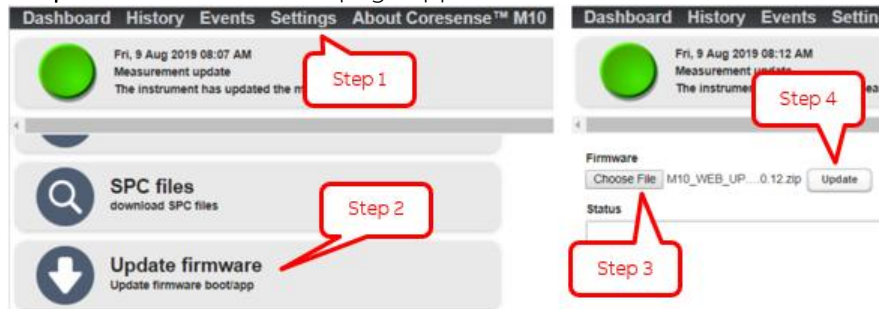 Dashboard History Events Settings About Coresense™ M10
Fri, 9 Aug 2019 08:07 AM
Measurement update
The instrument has updated the m
Step 1
SPC files
download SPC files
Step 2
Update firmware
Update firmware boot/app
Dashboard History Events Settin
Fri, 9 Aug 2019 08:12 AM
Measurement update
The instrume
Step 4
Firmware
Choose File M10_WEB_UP....0.12.zip Update
Status
Step 3